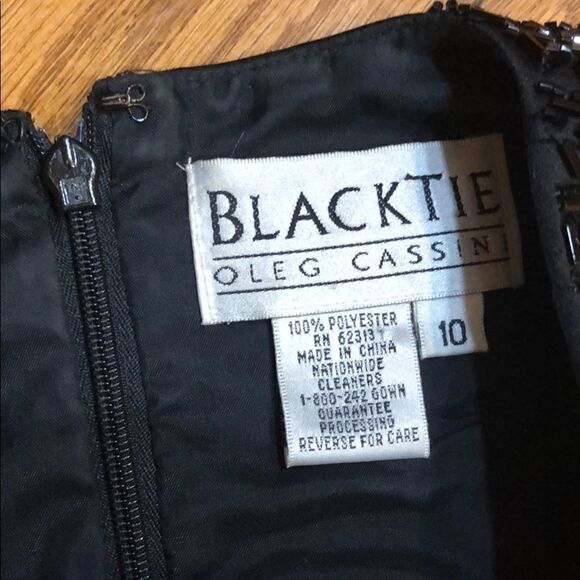 BLACKTIE
OLEG CASSINI
10
100% POLYESTER
RN 62313
MADE IN CHINA
NATIONWIDE
CLEANERS
1-800-242 GOWN
GUARANTEE
PROCESSING
REVERSE FOR CARE